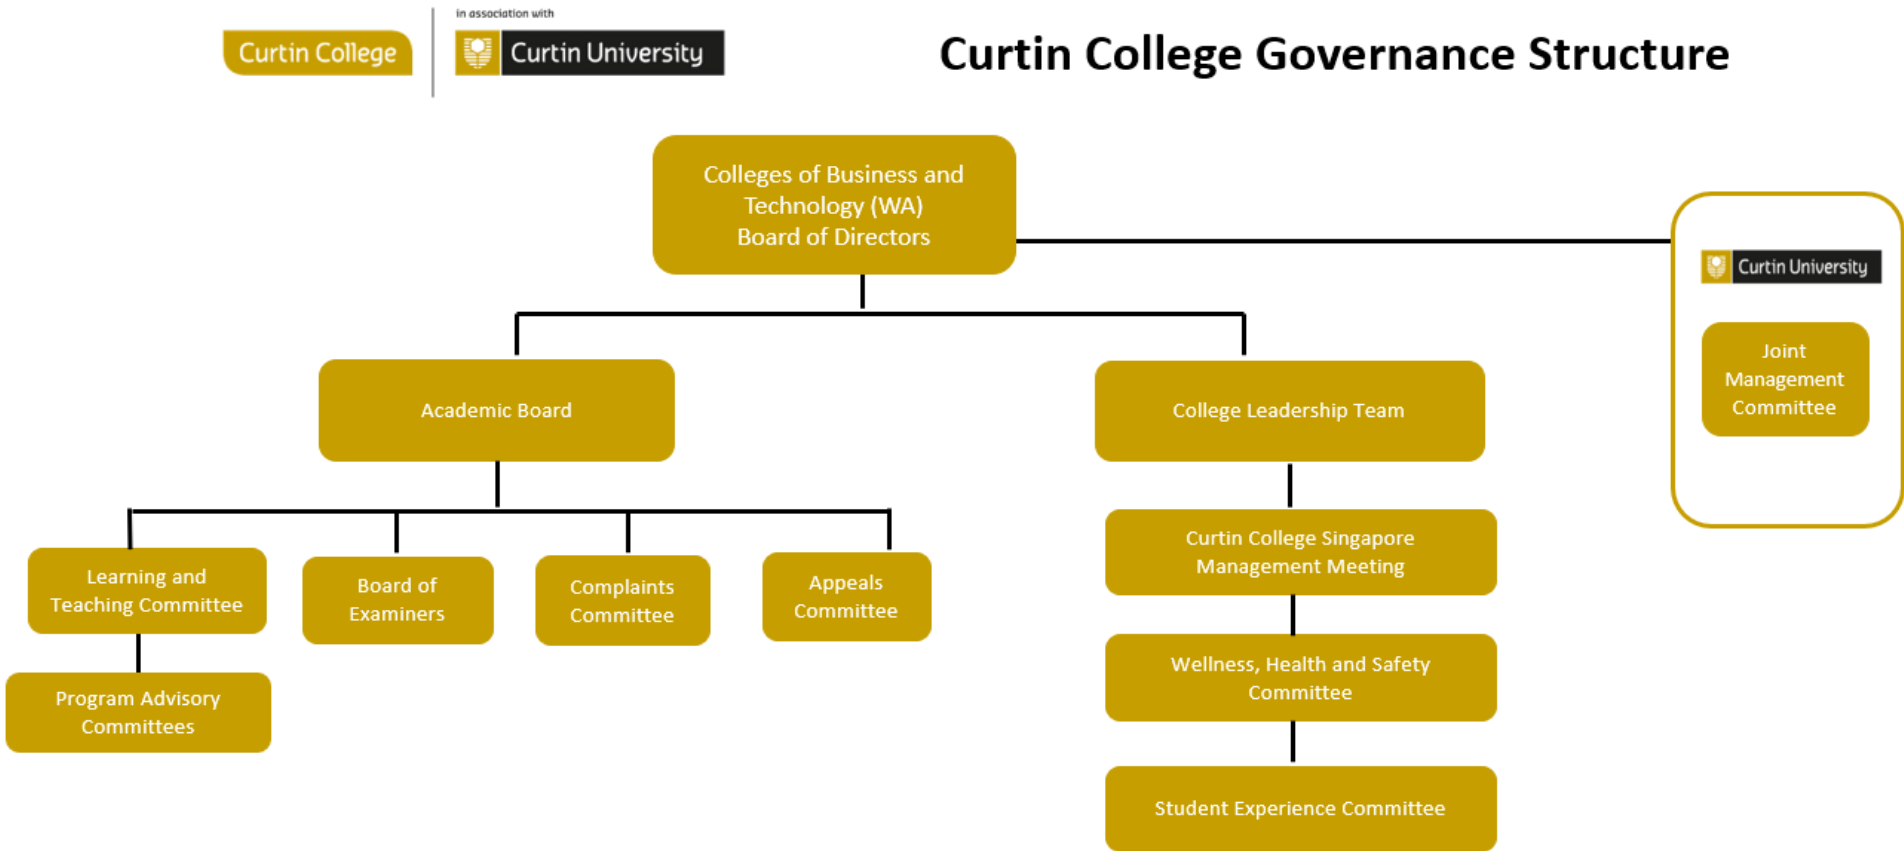 in association with
Curtin College
Curtin University
Curtin College Governance Structure
Colleges of Business and
Technology (WA)
Board of Directors
Curtin University
Joint
Management
Committee
Academic Board
College Leadership Team
Learning and
Teaching Committee
Board of
Examiners
Complaints
Committee
Appeals
Committee
Program Advisory
Committees
Curtin College Singapore
Management Meeting
Wellness, Health and Safety
Committee
Student Experience Committee